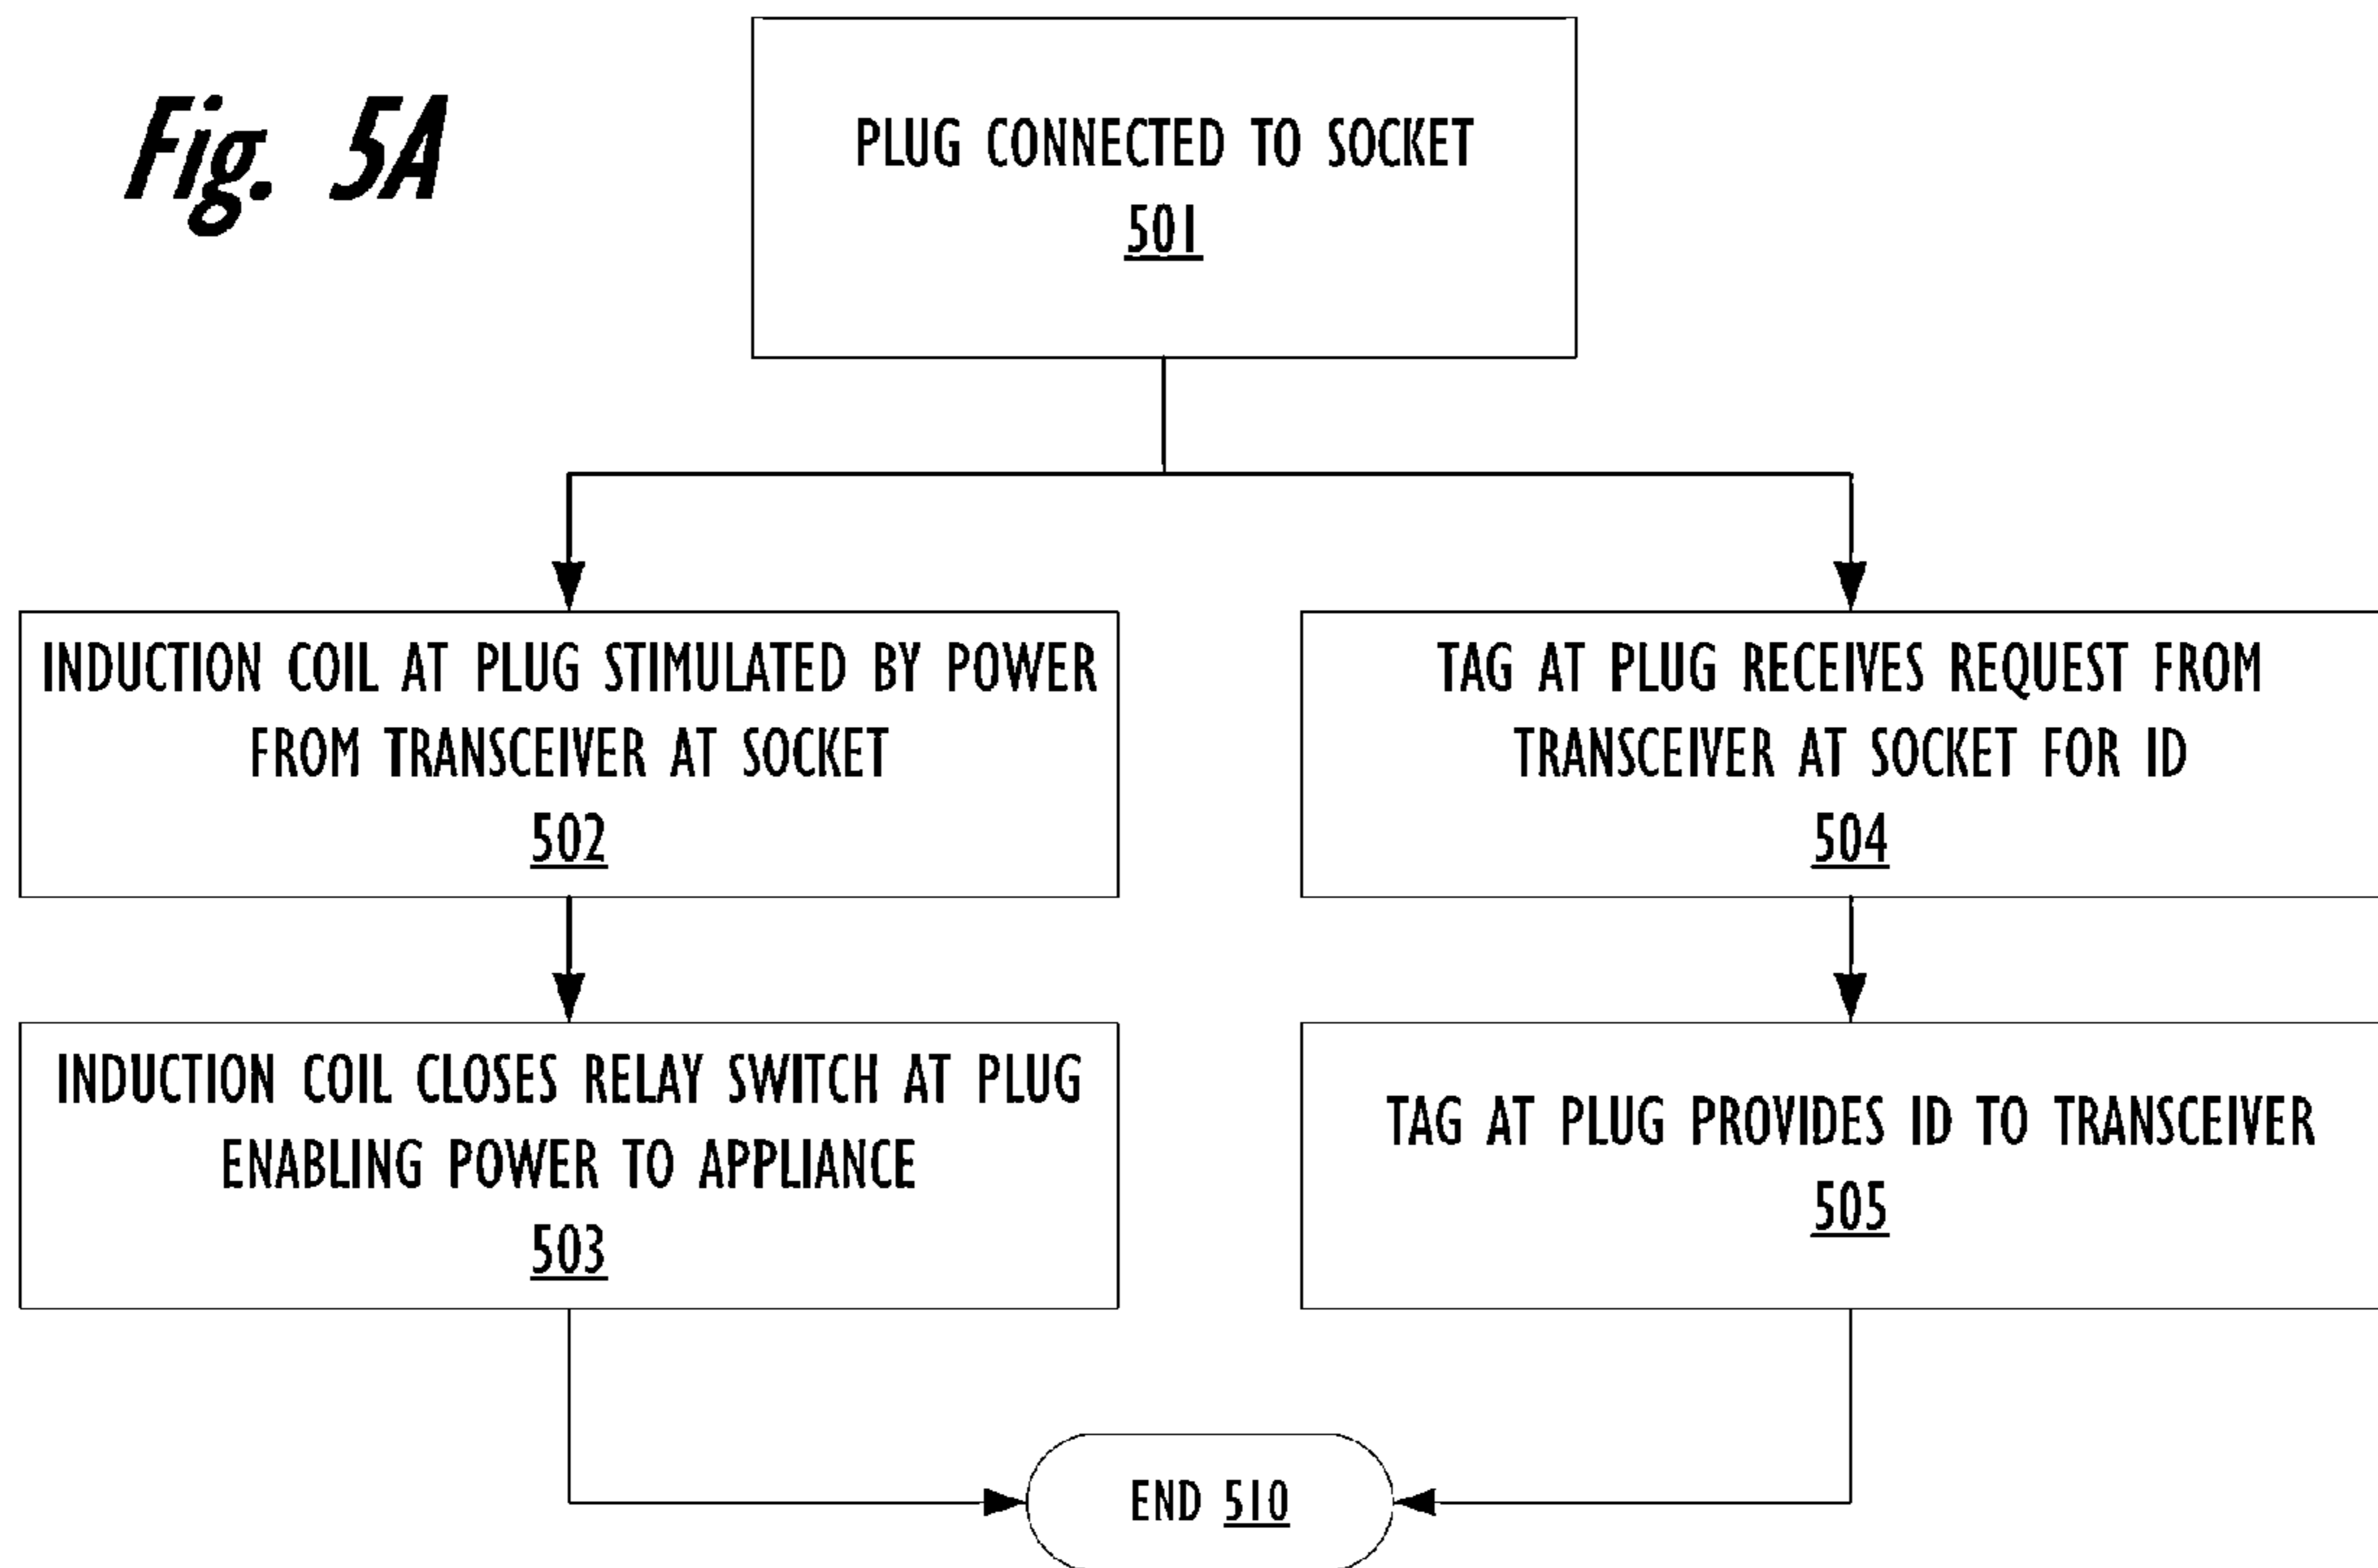 Fig. 5A
PLUG CONNECTED TO SOCKET
501
INDUCTION COIL AT PLUG STIMULATED BY POWER
FROM TRANSCEIVER AT SOCKET
502
INDUCTION COIL CLOSES RELAY SWITCH AT PLUG
ENABLING POWER TO APPLIANCE
503
TAG AT PLUG RECEIVES REQUEST FROM
TRANSCEIVER AT SOCKET FOR ID
504
TAG AT PLUG PROVIDES ID TO TRANSCEIVER
505
END 510